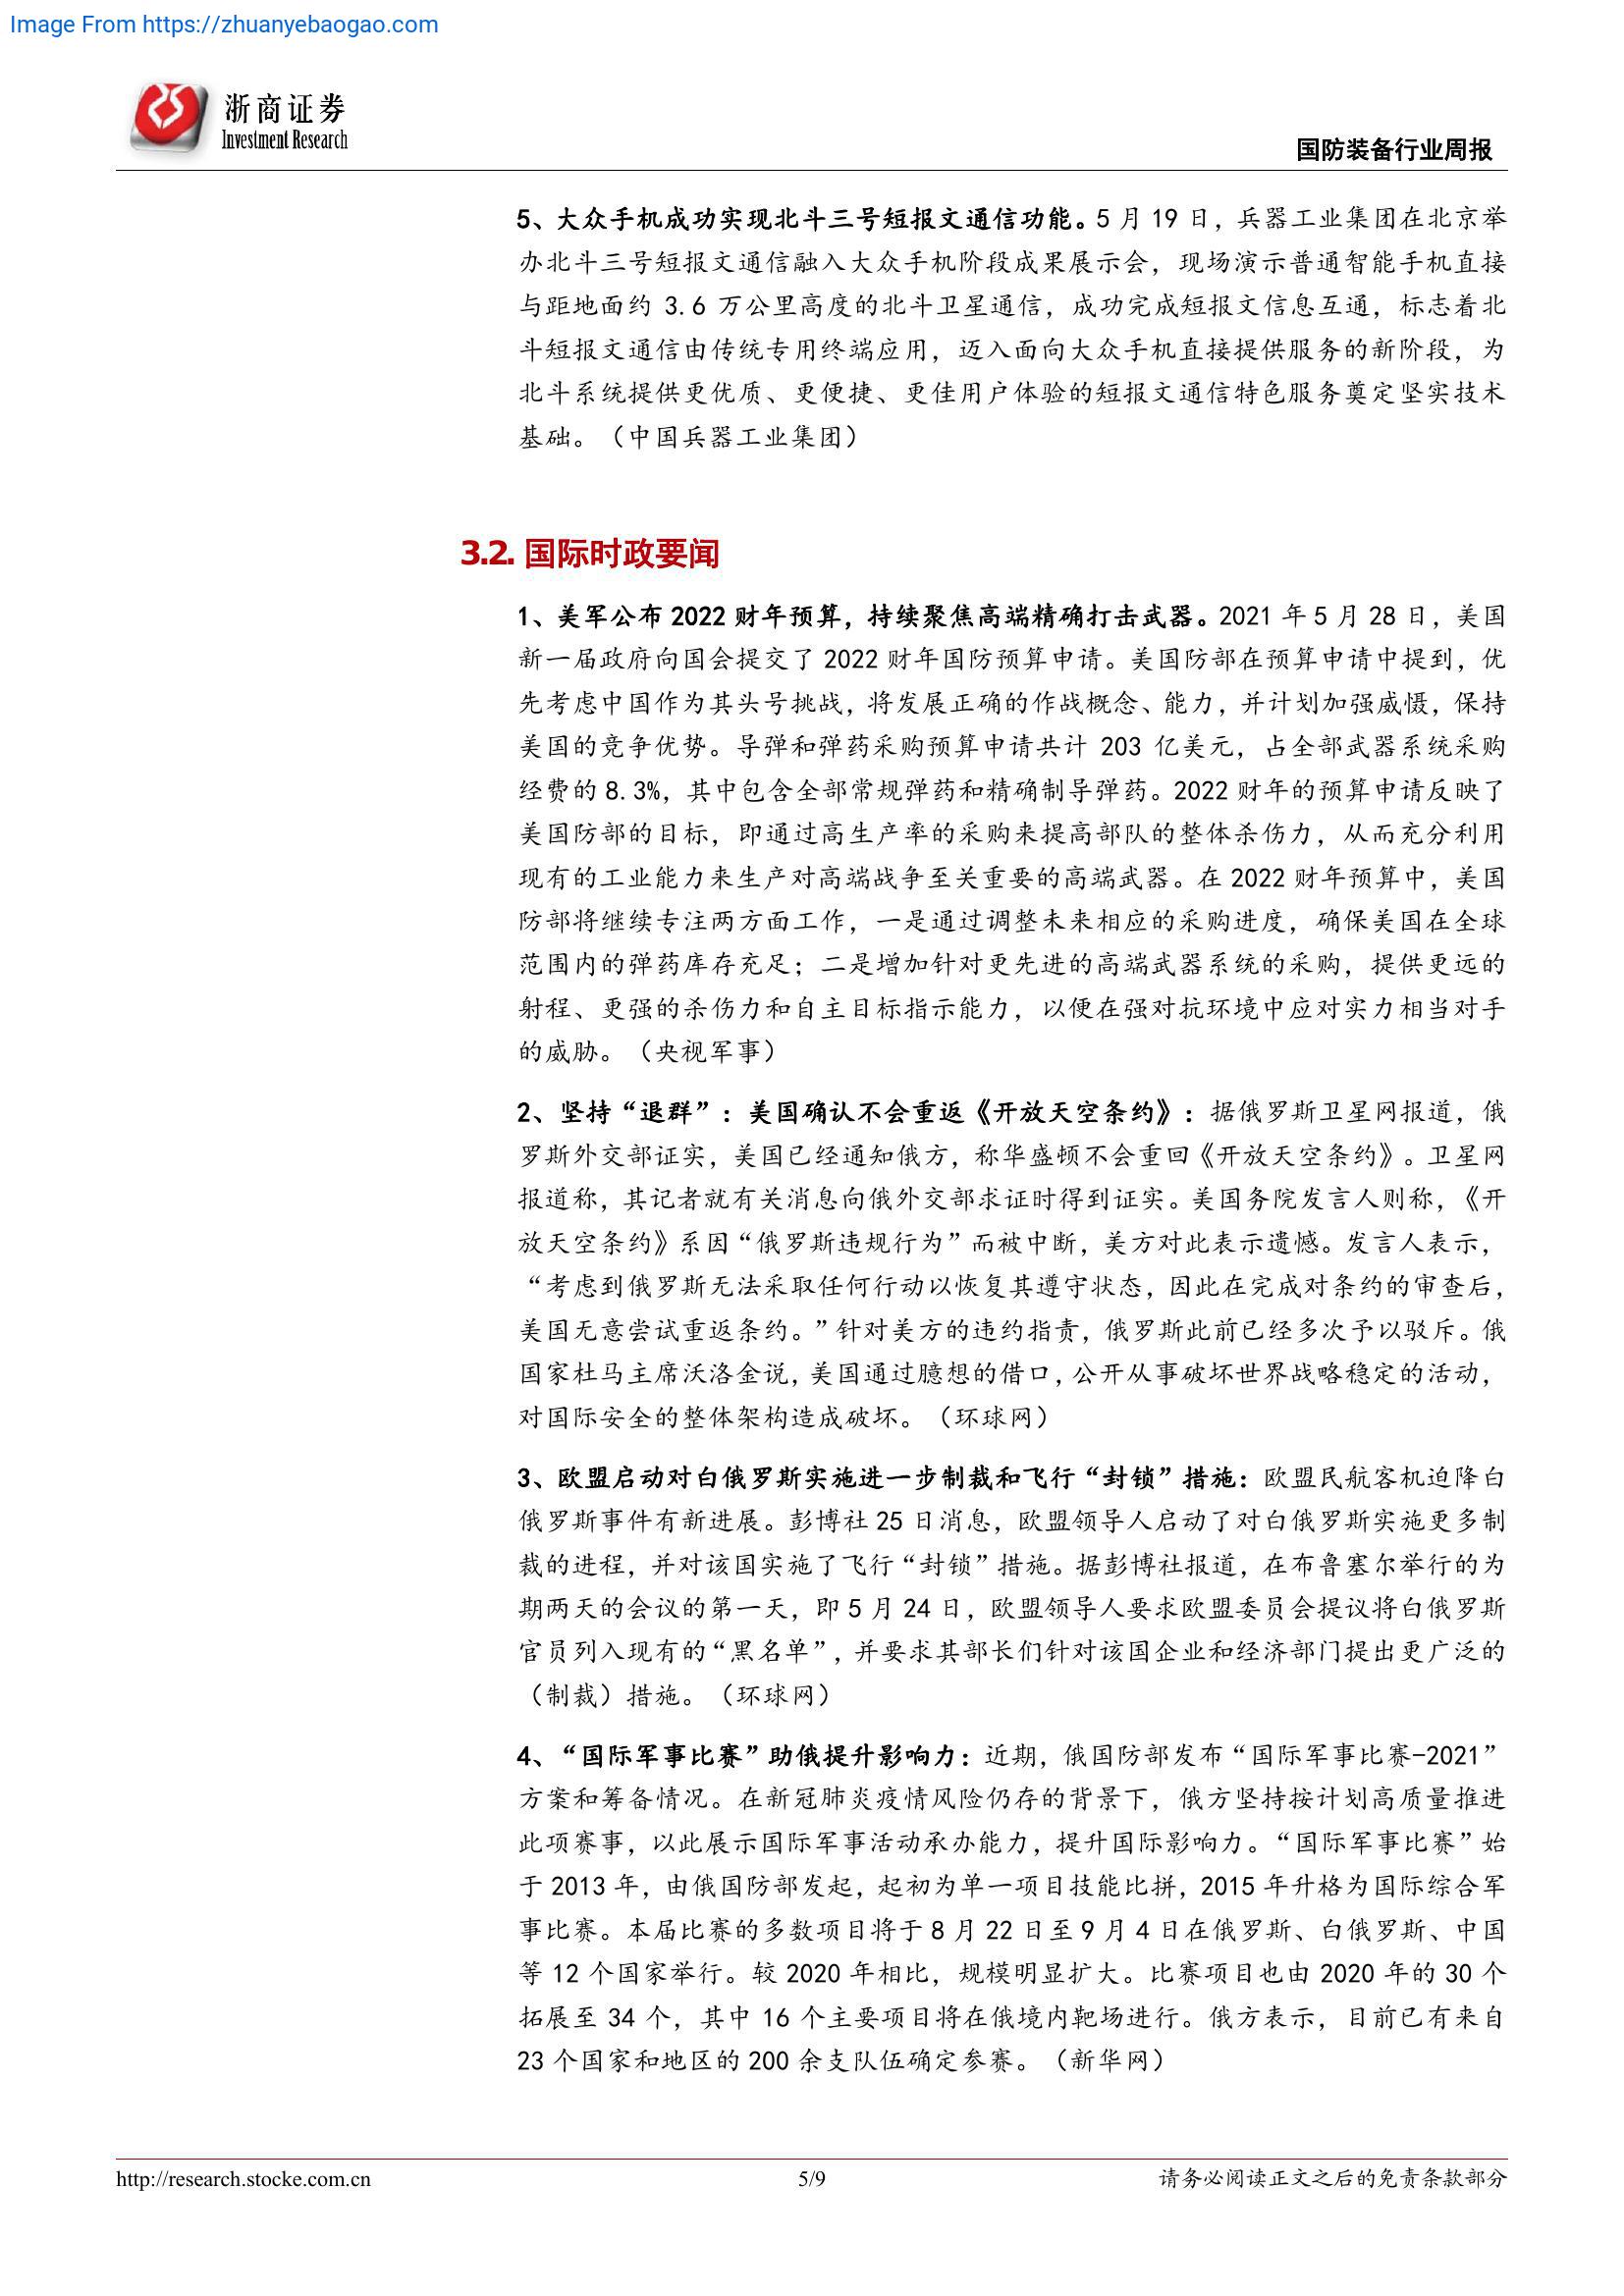 Image From https://zhuanyebaogao.com
浙商证券
Investment Research
国防装备行业周报
5、大众手机成功实现北斗三号短报文通信功能。5 月 19 日，兵器工业集团在北京举
办北斗三号短报文通信融入大众手机阶段成果展示会，现场演示普通智能手机直接
与距地面约 3.6 万公里高度的北斗卫星通信，成功完成短报文信息互通，标志着北
斗短报文通信由传统专用终端应用，迈入面向大众手机直接提供服务的新阶段，为
北斗系统提供更优质、更便捷、更佳用户体验的短报文通信特色服务奠定坚实技术
基础。（中国兵器工业集团）
3.2. 国际时政要闻
1、美军公布 2022 财年预算，持续聚焦高端精确打击武器。2021 年 5 月 28 日，美国
新一届政府向国会提交了 2022 财年国防预算申请。美国防部在预算申请中提到，优
先考虑中国作为其头号挑战，将发展正确的作战概念、能力，并计划加强威慑，保持
美国的竞争优势。导弹和弹药采购预算申请共计 203 亿美元，占全部武器系统采购
经费的 8.3%，其中包含全部常规弹药和精确制导弹药。2022 财年的预算申请反映了
美国防部的目标，即通过高生产率的采购来提高部队的整体杀伤力，从而充分利用
现有的工业能力来生产对高端战争至关重要的高端武器。在 2022 财年预算中，美国
防部将继续专注两方面工作，一是通过调整未来相应的采购进度，确保美国在全球
范围内的弹药库存充足；二是增加针对更先进的高端武器系统的采购，提供更远的
射程、更强的杀伤力和自主目标指示能力，以便在强对抗环境中应对实力相当对手
的威胁。（央视军事）
2、坚持“退群”：美国确认不会重返《开放天空条约》：据俄罗斯卫星网报道，俄
罗斯外交部证实，美国已经通知俄方，称华盛顿不会重回《开放天空条约》。卫星网
报道称，其记者就有关消息向俄外交部求证时得到证实。美国务院发言人则称，《开
放天空条约》系因“俄罗斯违规行为”而被中断，美方对此表示遗憾。发言人表示，
“考虑到俄罗斯无法采取任何行动以恢复其遵守状态，因此在完成对条约的审查后，
美国无意尝试重返条约。”针对美方的违约指责，俄罗斯此前已经多次予以驳斥。俄
国家杜马主席沃洛金说，美国通过臆想的借口，公开从事破坏世界战略稳定的活动，
对国际安全的整体架构造成破坏。（环球网）
3、欧盟启动对白俄罗斯实施进一步制裁和飞行“封锁”措施：欧盟民航客机迫降白
俄罗斯事件有新进展。彭博社 25 日消息，欧盟领导人启动了对白俄罗斯实施更多制
裁的进程，并对该国实施了飞行“封锁”措施。据彭博社报道，在布鲁塞尔举行的为
期两天的会议的第一天，即 5 月 24 日，欧盟领导人要求欧盟委员会提议将白俄罗斯
官员列入现有的“黑名单”，并要求其部长们针对该国企业和经济部门提出更广泛的
（制裁）措施。（环球网）
4、“国际军事比赛”助俄提升影响力：近期，俄国防部发布“国际军事比赛-2021”
方案和筹备情况。在新冠肺炎疫情风险仍存的背景下，俄方坚持按计划高质量推进
此项赛事，以此展示国际军事活动承办能力，提升国际影响力。“国际军事比赛”始
于 2013 年，由俄国防部发起，起初为单一项目技能比拼，2015 年升格为国际综合军
事比赛。本届比赛的多数项目将于 8 月 22 日至 9 月 4 日在俄罗斯、白俄罗斯、中国
等 12 个国家举行。较 2020 年相比，规模明显扩大。比赛项目也由 2020 年的 30 个
拓展至 34 个，其中 16 个主要项目将在俄境内靶场进行。俄方表示，目前已有来自
23 个国家和地区的 200 余支队伍确定参赛。（新华网）
http://research.stocke.com.cn
5/9
请务必阅读正文之后的免责条款部分